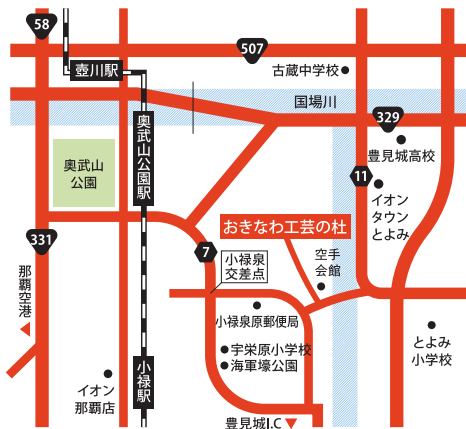 58
507
壺川駅
古蔵中学校
国場川
329
奥武山公園駅
豊見城高校
奥武山
公園
11
イオン
タウン
とよみ
おきなわ工芸の杜
331
7
小禄泉
交差点
空手
会館
那覇空港
小禄泉原郵便局
とよみ
小学校
宇栄原小学校
海軍壕公園
小禄駅
イオン
那覇店
豊見城I.C